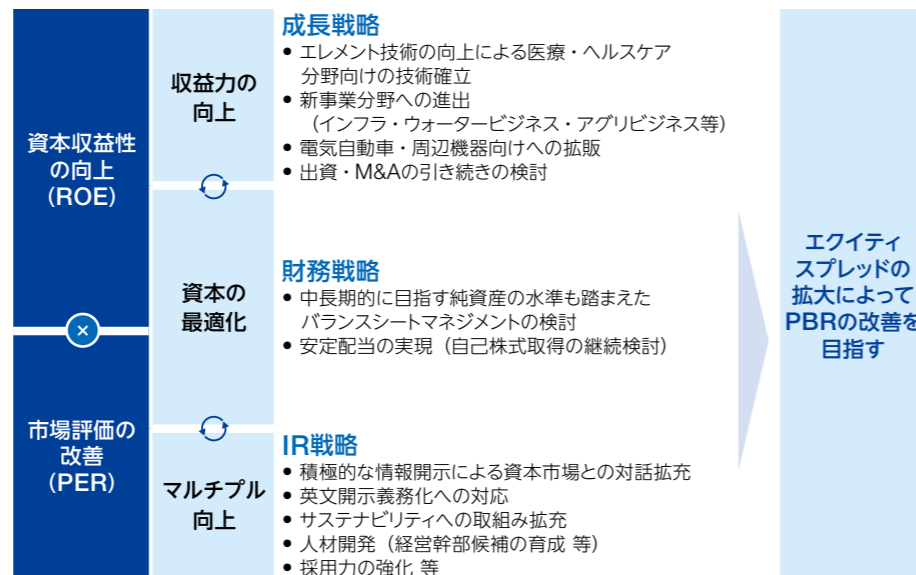 資本収益性
の向上
(ROE)
×
市場評価の
改善
(PER)
収益力の
向上
資本の
最適化
マルチプル
向上
成長戦略
• エレメント技術の向上による医療・ヘルスケア
分野向けの技術確立
• 新事業分野への進出
（インフラ・ウォータービジネス・アグリビジネス等）
• 電気自動車・周辺機器向けへの拡販
• 出資・M&Aの引き続きの検討
財務戦略
• 中長期的に目指す純資産の水準も踏まえた
バランスシートマネジメントの検討
• 安定配当の実現（自己株式取得の継続検討）
IR戦略
• 積極的な情報開示による資本市場との対話拡充
• 英文開示義務化への対応
• サステナビリティへの取組み拡充
• 人材開発（経営幹部候補の育成 等）
• 採用力の強化 等
エクイティ
スプレッドの
拡大によって
PBRの改善を
目指す